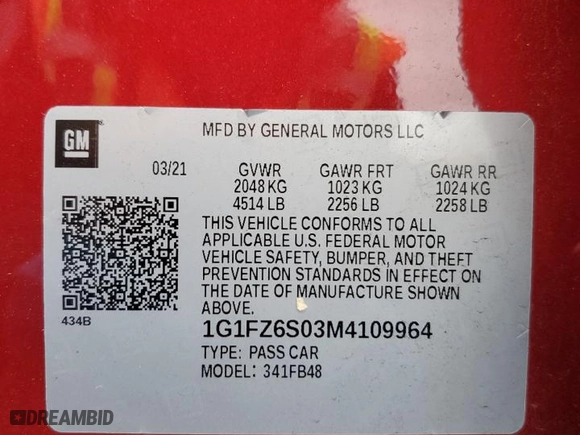 GM
MFD BY GENERAL MOTORS LLC
03/21 GVWR GAWR FRT GAWR RR
2048 KG 1023 KG 1024 KG
4514 LB 2256 LB 2258 LB
THIS VEHICLE CONFORMS TO ALL
APPLICABLE U.S. FEDERAL MOTOR
VEHICLE SAFETY, BUMPER, AND THEFT
PREVENTION STANDARDS IN EFFECT ON
THE DATE OF MANUFACTURE SHOWN
ABOVE.
434B
1G1FZ6S03M4109964
TYPE: PASS CAR
MODEL: 341FB48
DREAMBID